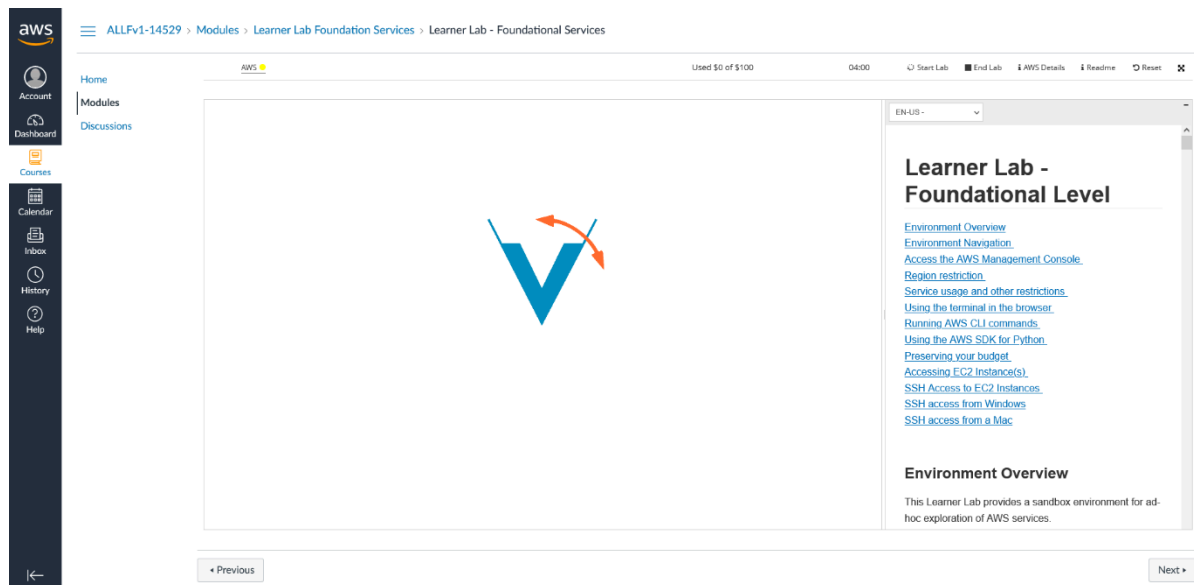 aws
ALLFv1-14529 > Modules > Learner Lab Foundation Services > Learner Lab - Foundational Services
Account
Dashboard
Courses
Calendar
Inbox
History
Help
Home
Modules
Discussions
AWS
Used $0 of $100
04:00
Start Lab
End Lab
AWS Details
Readme
Reset
EN-US -
Learner Lab -
Foundational Level
Environment Overview
Environment Navigation
Access the AWS Management Console
Region restriction
Service usage and other restrictions
Using the terminal in the browser
Running AWS CLI commands
Using the AWS SDK for Python
Preserving your budget
Accessing EC2 Instance(s)
SSH Access to EC2 Instances
SSH access from Windows
SSH access from a Mac
Environment Overview
This Learner Lab provides a sandbox environment for ad-
hoc exploration of AWS services.
Previous
Next